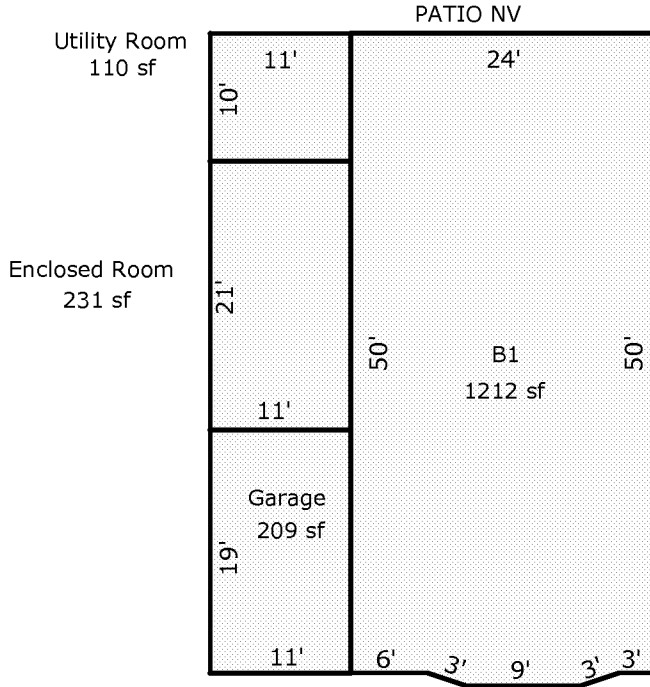 PATIO NV
Utility Room
110 sf
11'
24'
10'
Enclosed Room
231 sf
21'
50'
B1
1212 sf
50'
11'
Garage
209 sf
19'
11'
6'
3'
9'
3'
3'